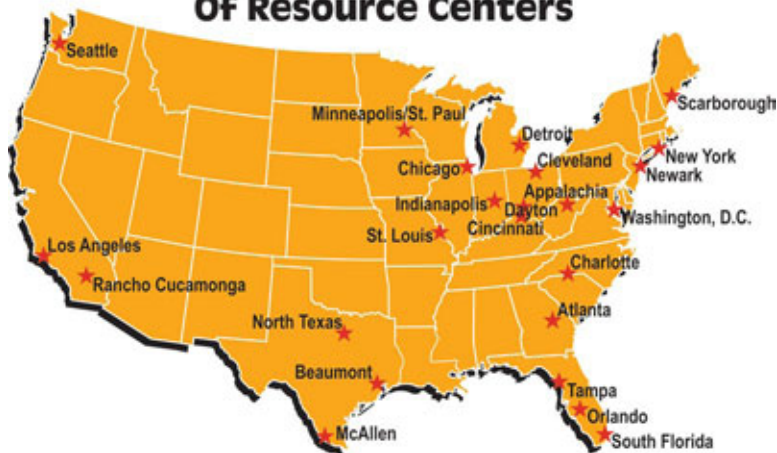 Of Resource Centers
Seattle
Minneapolis/St. Paul
Scarborough
Detroit
Chicago
Cleveland
New York
Newark
Appalachia
Indianapolis
Dayton
Washington, D.C.
Cincinnati
St. Louis
Los Angeles
Charlotte
Rancho Cucamonga
Atlanta
North Texas
Beaumont
Tampa
Orlando
McAllen
South Florida